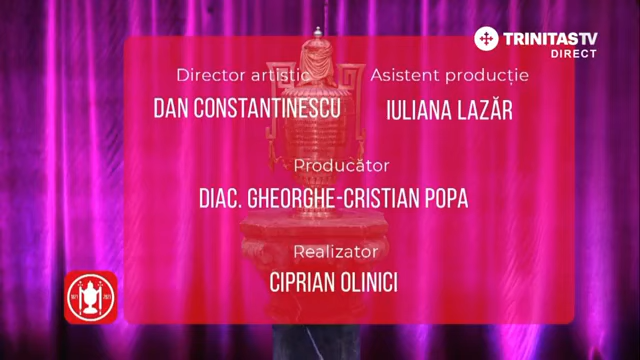 TRINITASTV
DIRECT
Director artistic
Asistent producție
DAN CONSTANTINESCU
IULIANA LAZĂR
Producător
DIAC. GHEORGHE-CRISTIAN POPA
Realizator
CIPRIAN OLINICI